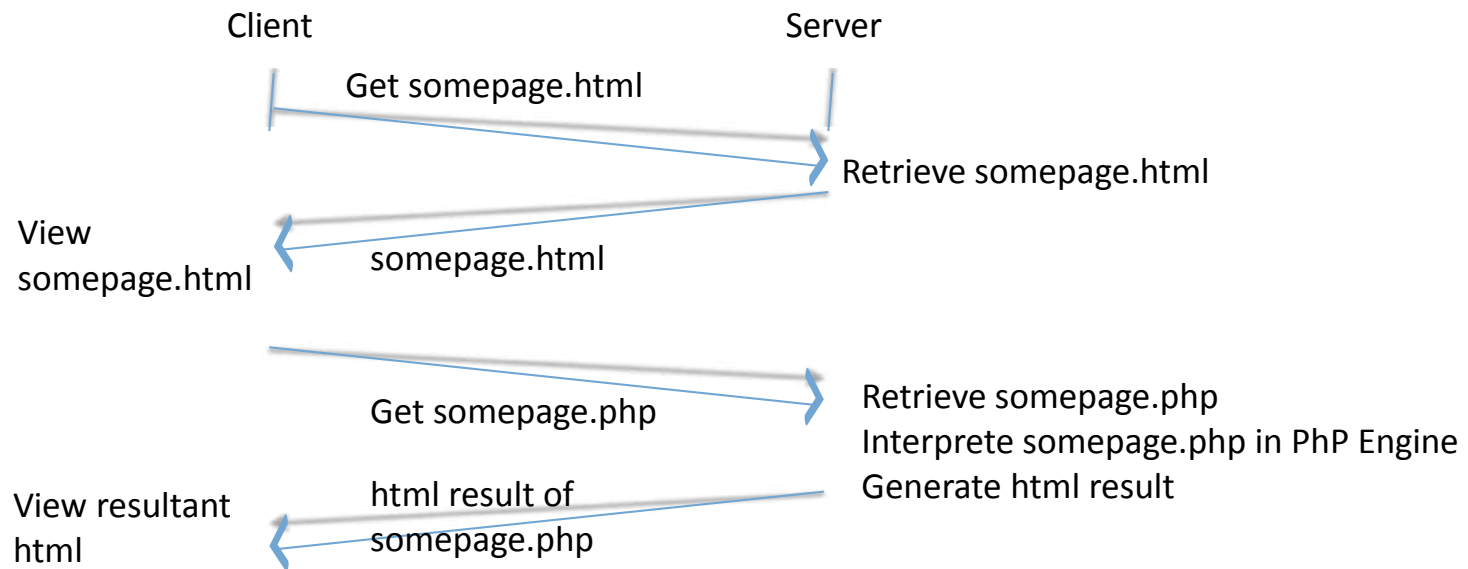 Client
Server
Get somepage.html
Retrieve somepage.html
View
somepage.html
somepage.html
Get somepage.php
Retrieve somepage.php
Interprete somepage.php in PhP Engine
Generate html result
html result of
somepage.php
View resultant
html